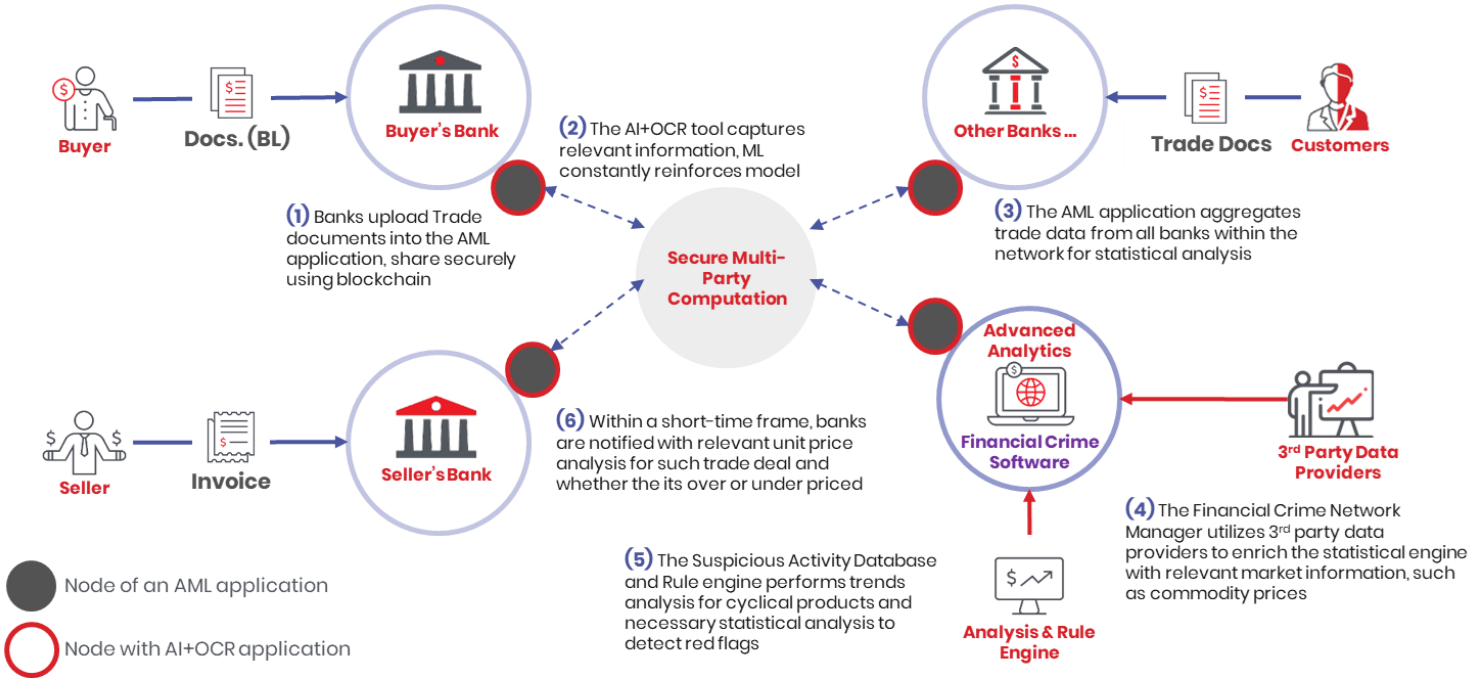 Buyer
Docs. (BL)
Buyer's Bank
(1) Banks upload Trade
documents into the AML
application, share securely
using blockchain
(2) The AI+OCR tool captures
relevant information, ML
constantly reinforces model
$
Other Banks ...
$
Trade Docs
Customers
(3) The AML application aggregates
trade data from all banks within the
network for statistical analysis
Secure Multi-
Party
Computation
$
$
Seller
$
Invoice
Seller's Bank
(6) Within a short-time frame, banks
are notified with relevant unit price
analysis for such trade deal and
whether the its over or under priced
Advanced
Analytics
$
Financial Crime
Software
3rd Party Data
Providers
(4) The Financial Crime Network
Manager utilizes 3rd party data
providers to enrich the statistical engine
with relevant market information, such
as commodity prices
(5) The Suspicious Activity Database
and Rule engine performs trends
analysis for cyclical products and
necessary statistical analysis to
detect red flags
$
Analysis & Rule
Engine
Node of an AML application
Node with AI+OCR application